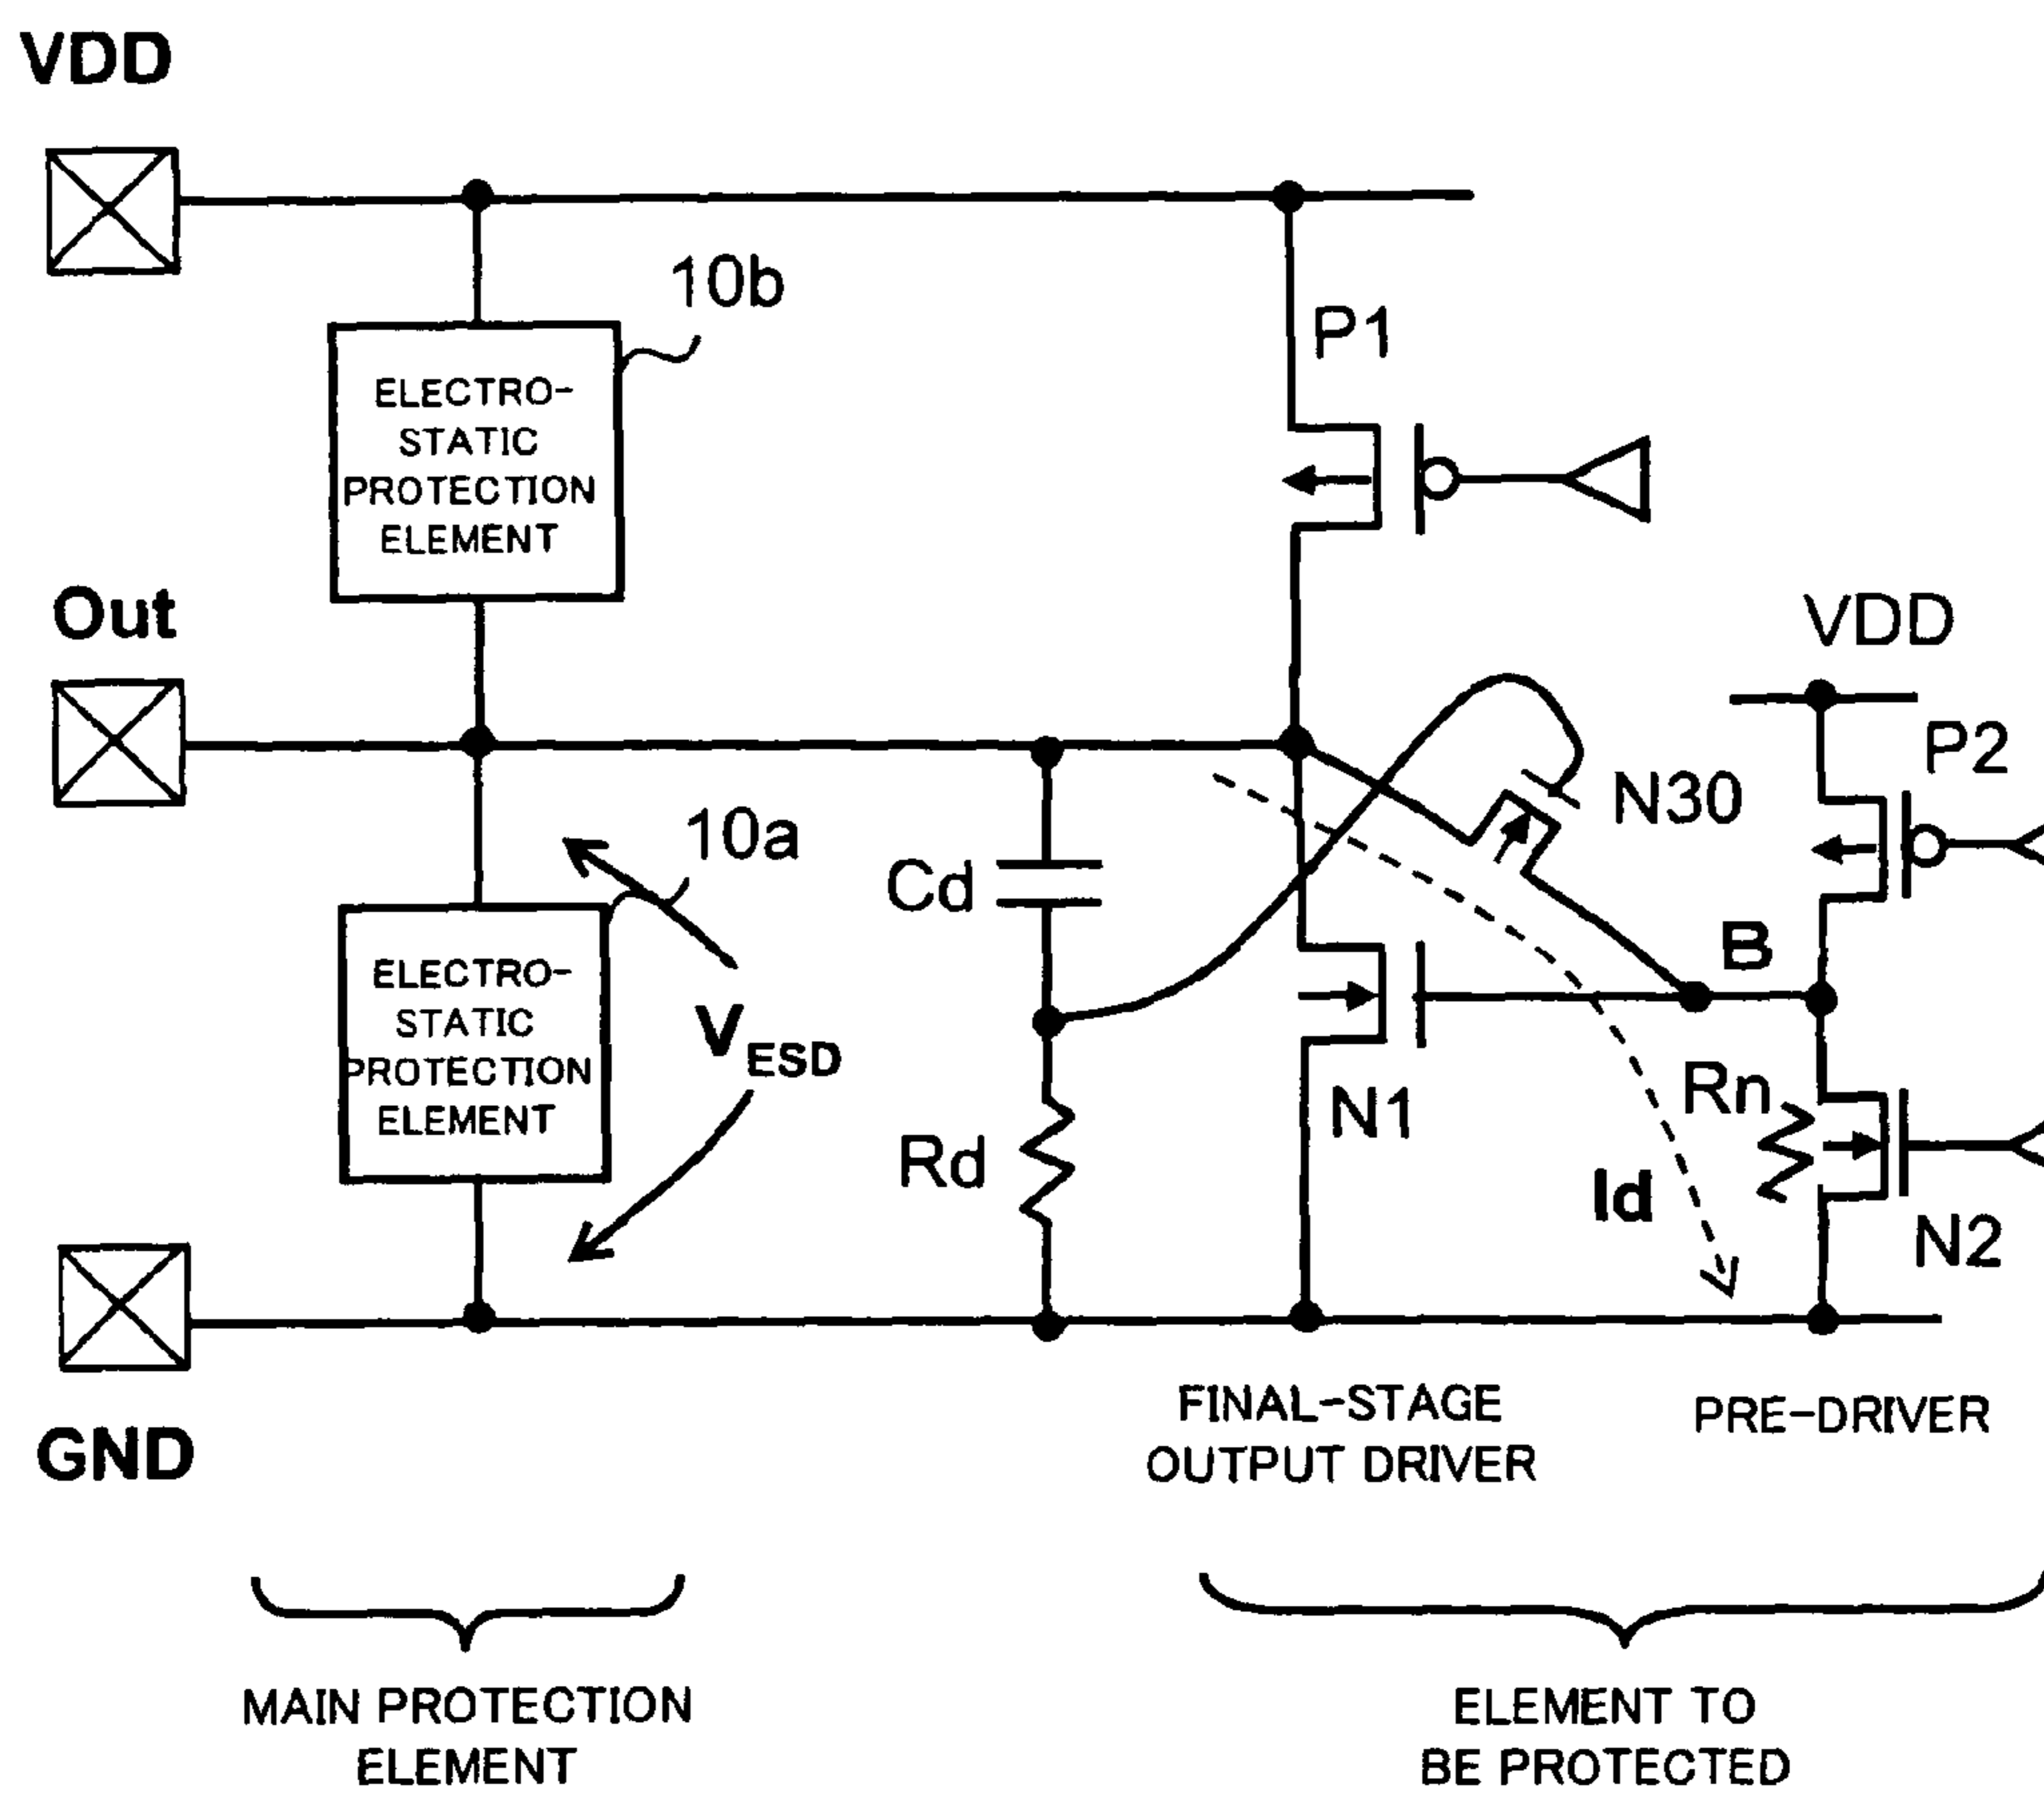 VDD
10b
P1
ELECTRO-
STATIC
PROTECTION
ELEMENT
Out
VDD
P2
N30
10a
Cd
B
ELECTRO-
STATIC
PROTECTION
ELEMENT
VESD
Rn
N1
Rd
Id
N2
GND
FINAL-STAGE
OUTPUT DRIVER
PRE-DRIVER
MAIN PROTECTION
ELEMENT
ELEMENT TO
BE PROTECTED